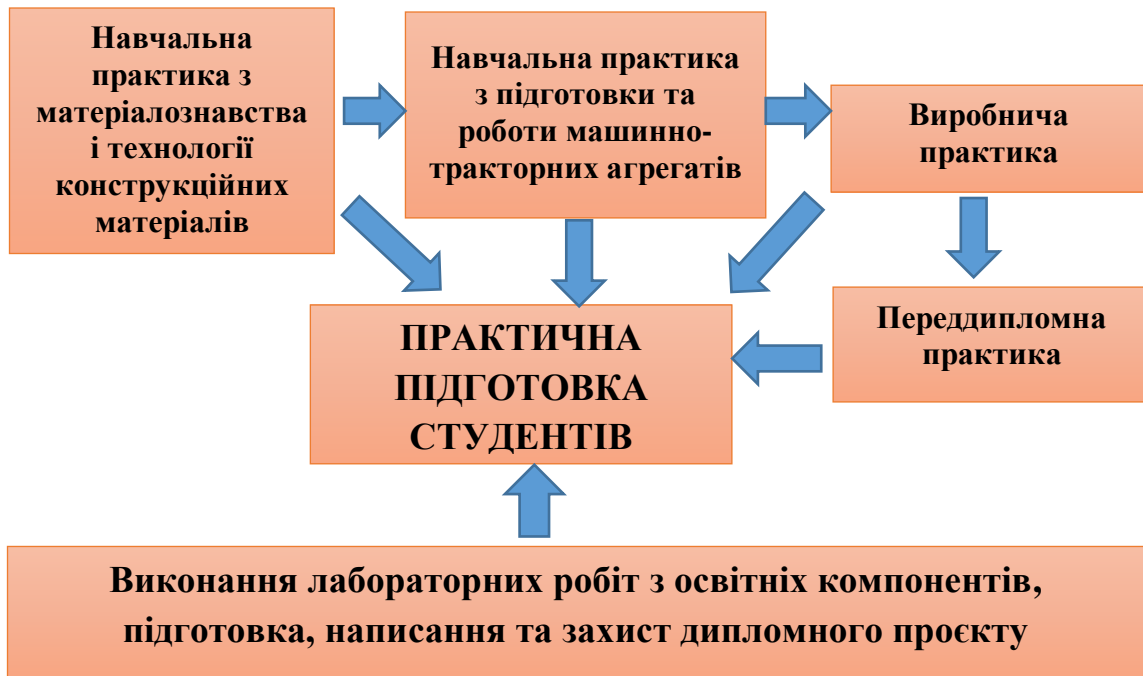 Навчальна
практика з
матеріалознавства
і технології
конструкційних
матеріалів
Навчальна практика
з підготовки та
роботи машинно-
тракторних агрегатів
Виробнича
практика
Переддипломна
практика
ПРАКТИЧНА
ПІДГОТОВКА
СТУДЕНТІВ
Виконання лабораторних робіт з освітніх компонентів,
підготовка, написання та захист дипломного проєкту